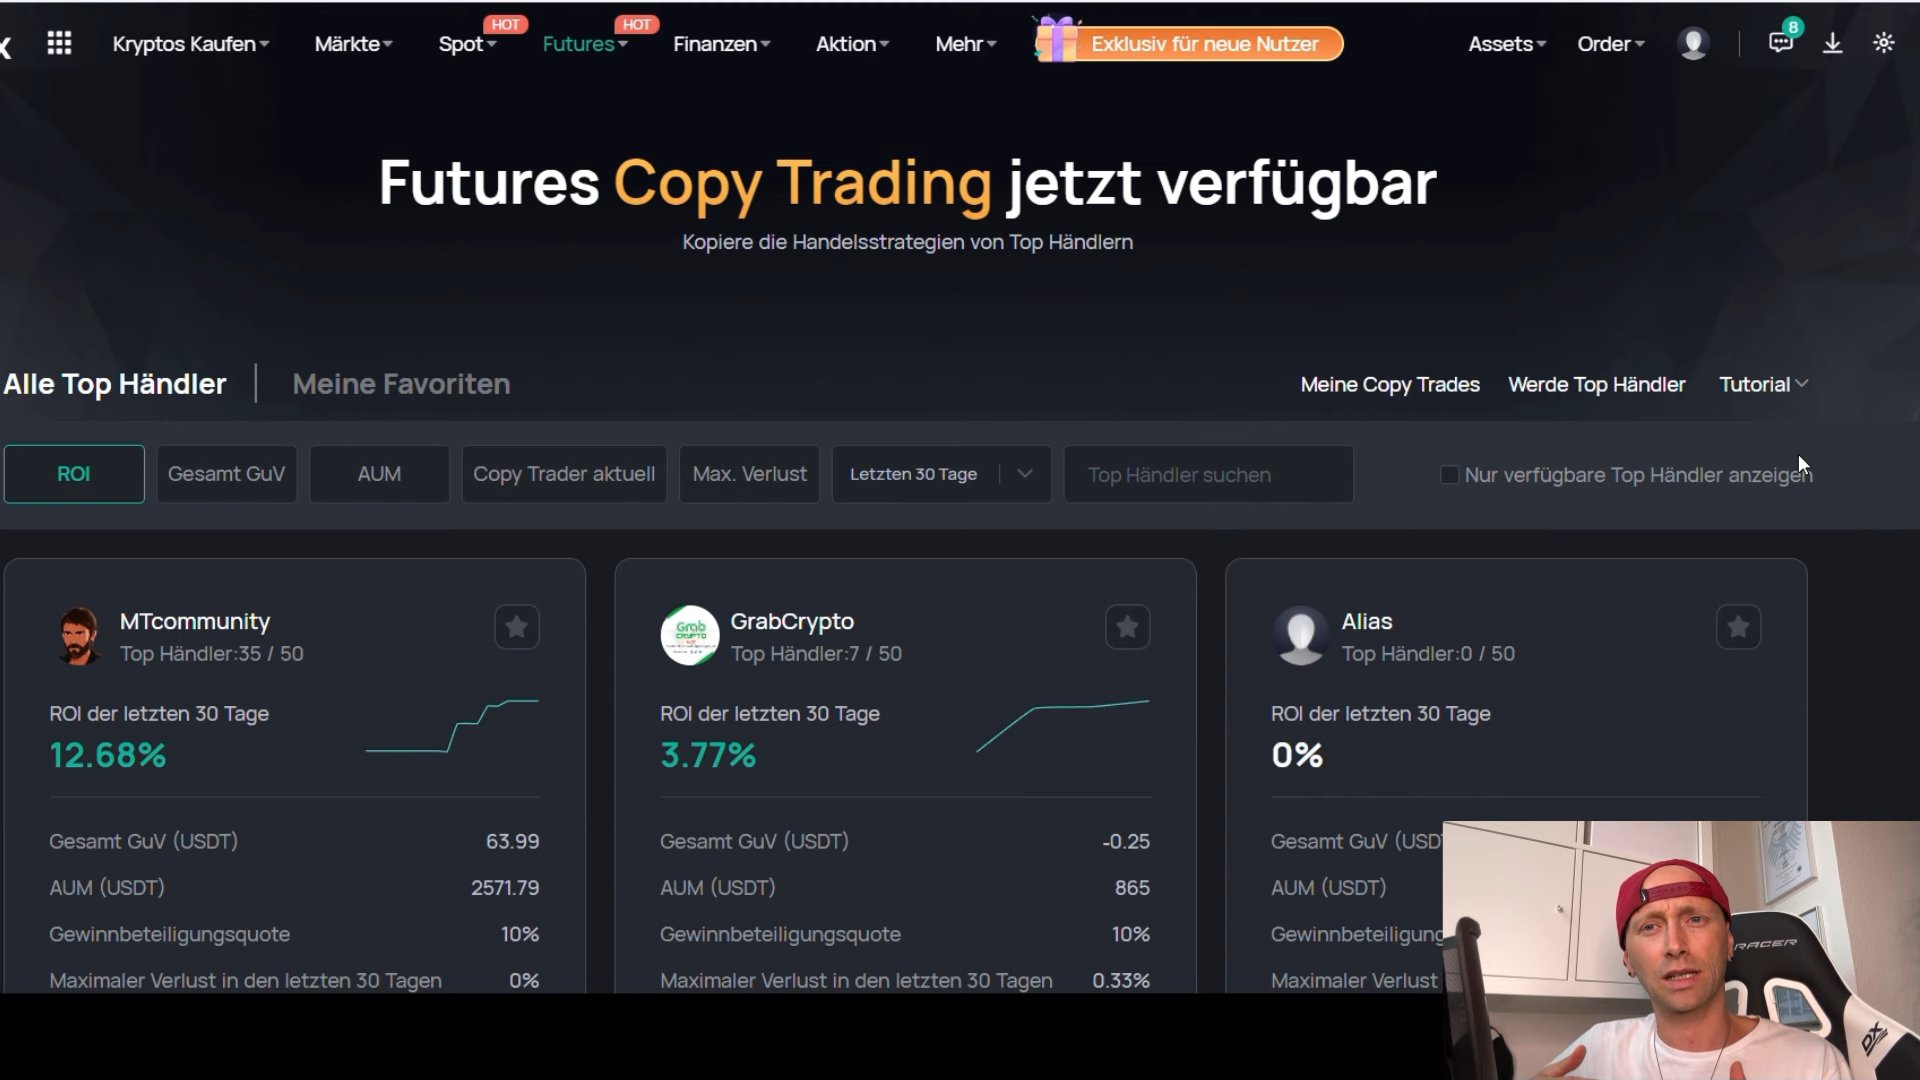 X
Kryptos Kaufen
Märkte
Spot
HOT
Futures
HOT
Finanzen
Aktion
Mehr
Exklusiv für neue Nutzer
Assets
Order
8
Futures Copy Trading jetzt verfügbar
Kopiere die Handelsstrategien von Top Händlern
Alle Top Händler
Meine Favoriten
Meine Copy Trades
Werde Top Händler
Tutorial
ROI
Gesamt GuV
AUM
Copy Trader aktuell
Max. Verlust
Letzten 30 Tage
Top Händler suchen
Nur verfügbare Top Händler anzeigen
MTcommunity
Top Händler:35 / 50
ROI der letzten 30 Tage
12.68%
Gesamt GuV (USDT) 63.99
AUM (USDT) 2571.79
Gewinnbeteiligungsquote 10%
Maximaler Verlust in den letzten 30 Tagen 0%
Grab
CRYPTO
GrabCrypto
Top Händler:7 / 50
ROI der letzten 30 Tage
3.77%
Gesamt GuV (USDT) -0.25
AUM (USDT) 865
Gewinnbeteiligungsquote 10%
Maximaler Verlust in den letzten 30 Tagen 0.33%
Alias
Top Händler:0 / 50
ROI der letzten 30 Tage
0%
Gesamt GuV (USDT
AUM (USDT)
Gewinnbeteiligung
Maximaler Verlust
RACER
DX